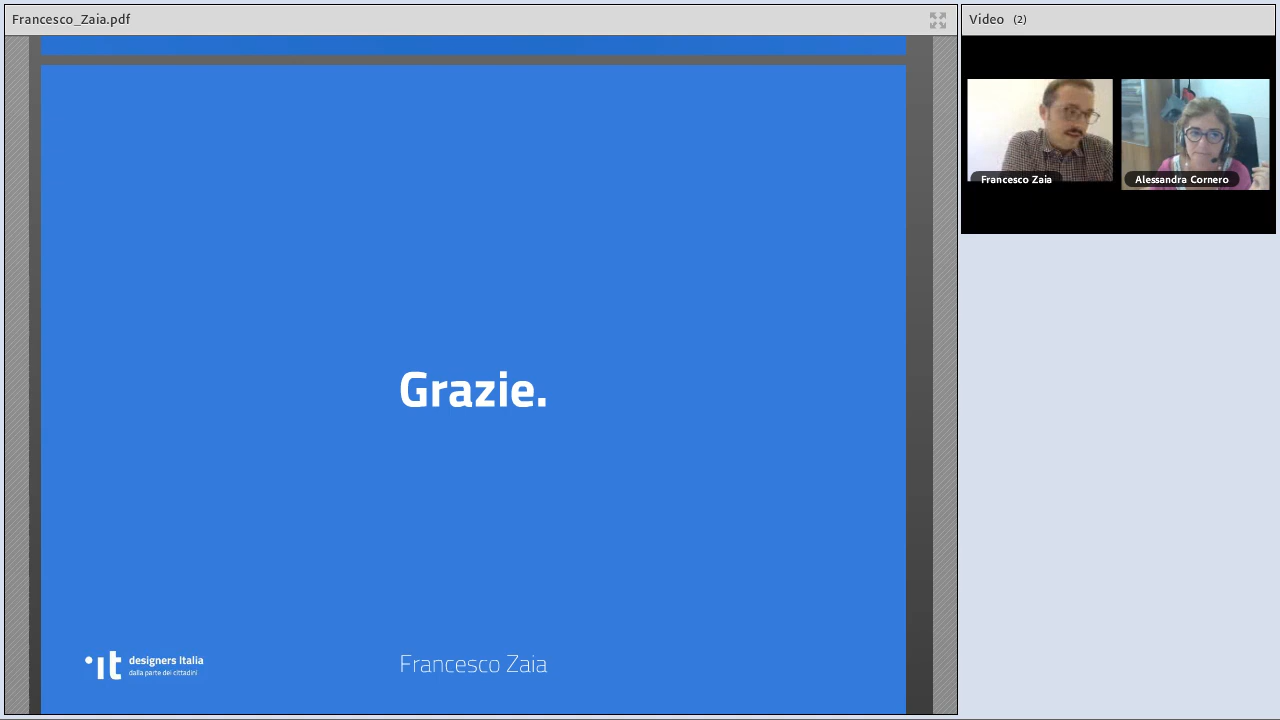 Francesco_Zaia.pdf
Video (2)
Francesco Zaia
Alessandra Cornero
Grazie.
designers Italia
dalla parte dei cittadini
Francesco Zaia